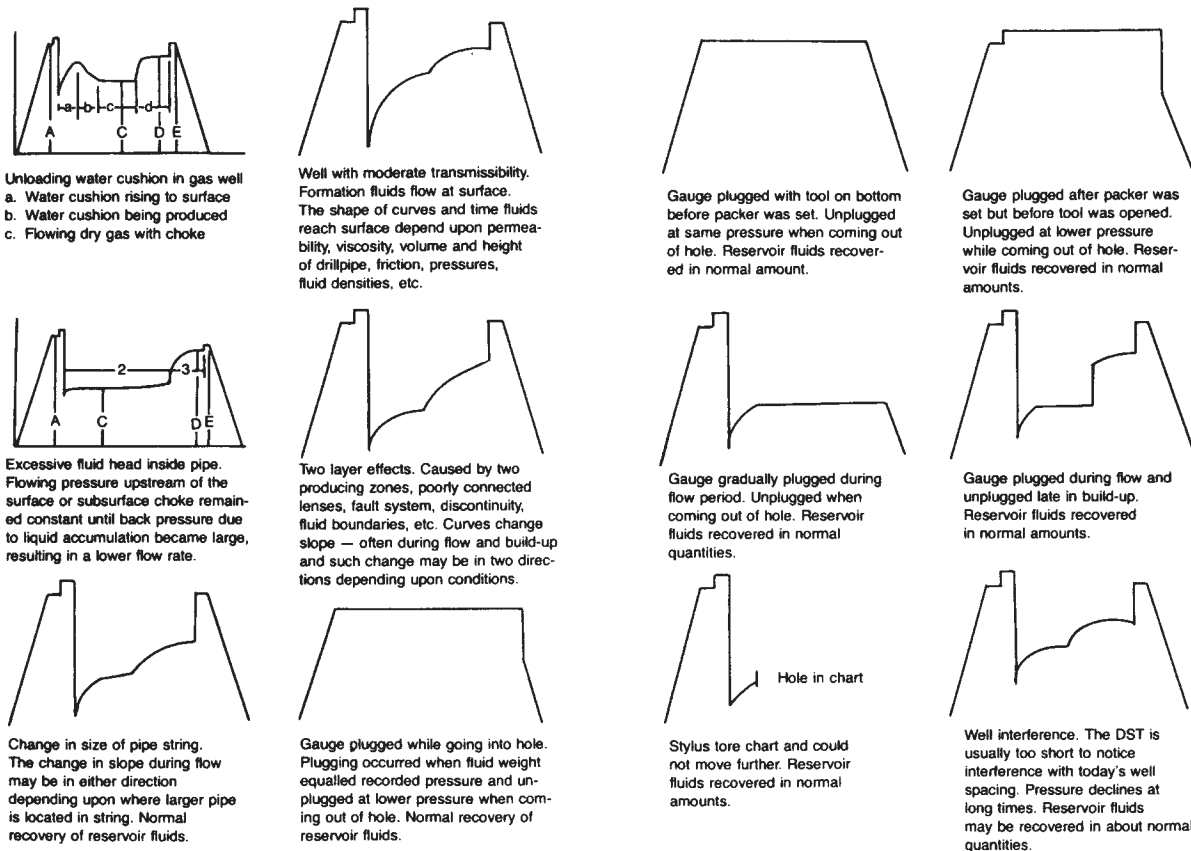 a
b
c
d
A
C
D
E
Unloading water cushion in gas well
a. Water cushion rising to surface
b. Water cushion being produced
c. Flowing dry gas with choke
Well with moderate transmissibility.
Formation fluids flow at surface.
The shape of curves and time fluids
reach surface depend upon permea-
bility, viscosity, volume and height
of drillpipe, friction, pressures,
fluid densities, etc.
Gauge plugged with tool on bottom
before packer was set. Unplugged
at same pressure when coming out
of hole. Reservoir fluids recover-
ed in normal amount.
Gauge plugged after packer was
set but before tool was opened.
Unplugged at lower pressure
while coming out of hole. Reser-
voir fluids recovered in normal
amounts.
2
3
A
C
D
E
Excessive fluid head inside pipe.
Flowing pressure upstream of the
surface or subsurface choke remain-
ed constant until back pressure due
to liquid accumulation became large,
resulting in a lower flow rate.
Two layer effects. Caused by two
producing zones, poorly connected
lenses, fault system, discontinuity,
fluid boundaries, etc. Curves change
slope — often during flow and build-up
and such change may be in two direc-
tions depending upon conditions.
Gauge gradually plugged during
flow period. Unplugged when
coming out of hole. Reservoir
fluids recovered in normal
quantities.
Gauge plugged during flow and
unplugged late in build-up.
Reservoir fluids recovered
in normal amounts.
Change in size of pipe string.
The change in slope during flow
may be in either direction
depending upon where larger pipe
is located in string. Normal
recovery of reservoir fluids.
Gauge plugged while going into hole.
Plugging occurred when fluid weight
equalled recorded pressure and un-
plugged at lower pressure when com-
ing out of hole. Normal recovery of
reservoir fluids.
Hole in chart
Stylus tore chart and could
not move further. Reservoir
fluids recovered in normal
amounts.
Well interference. The DST is
usually too short to notice
interference with today's well
spacing. Pressure declines at
long times. Reservoir fluids
may be recovered in about normal
quantities.